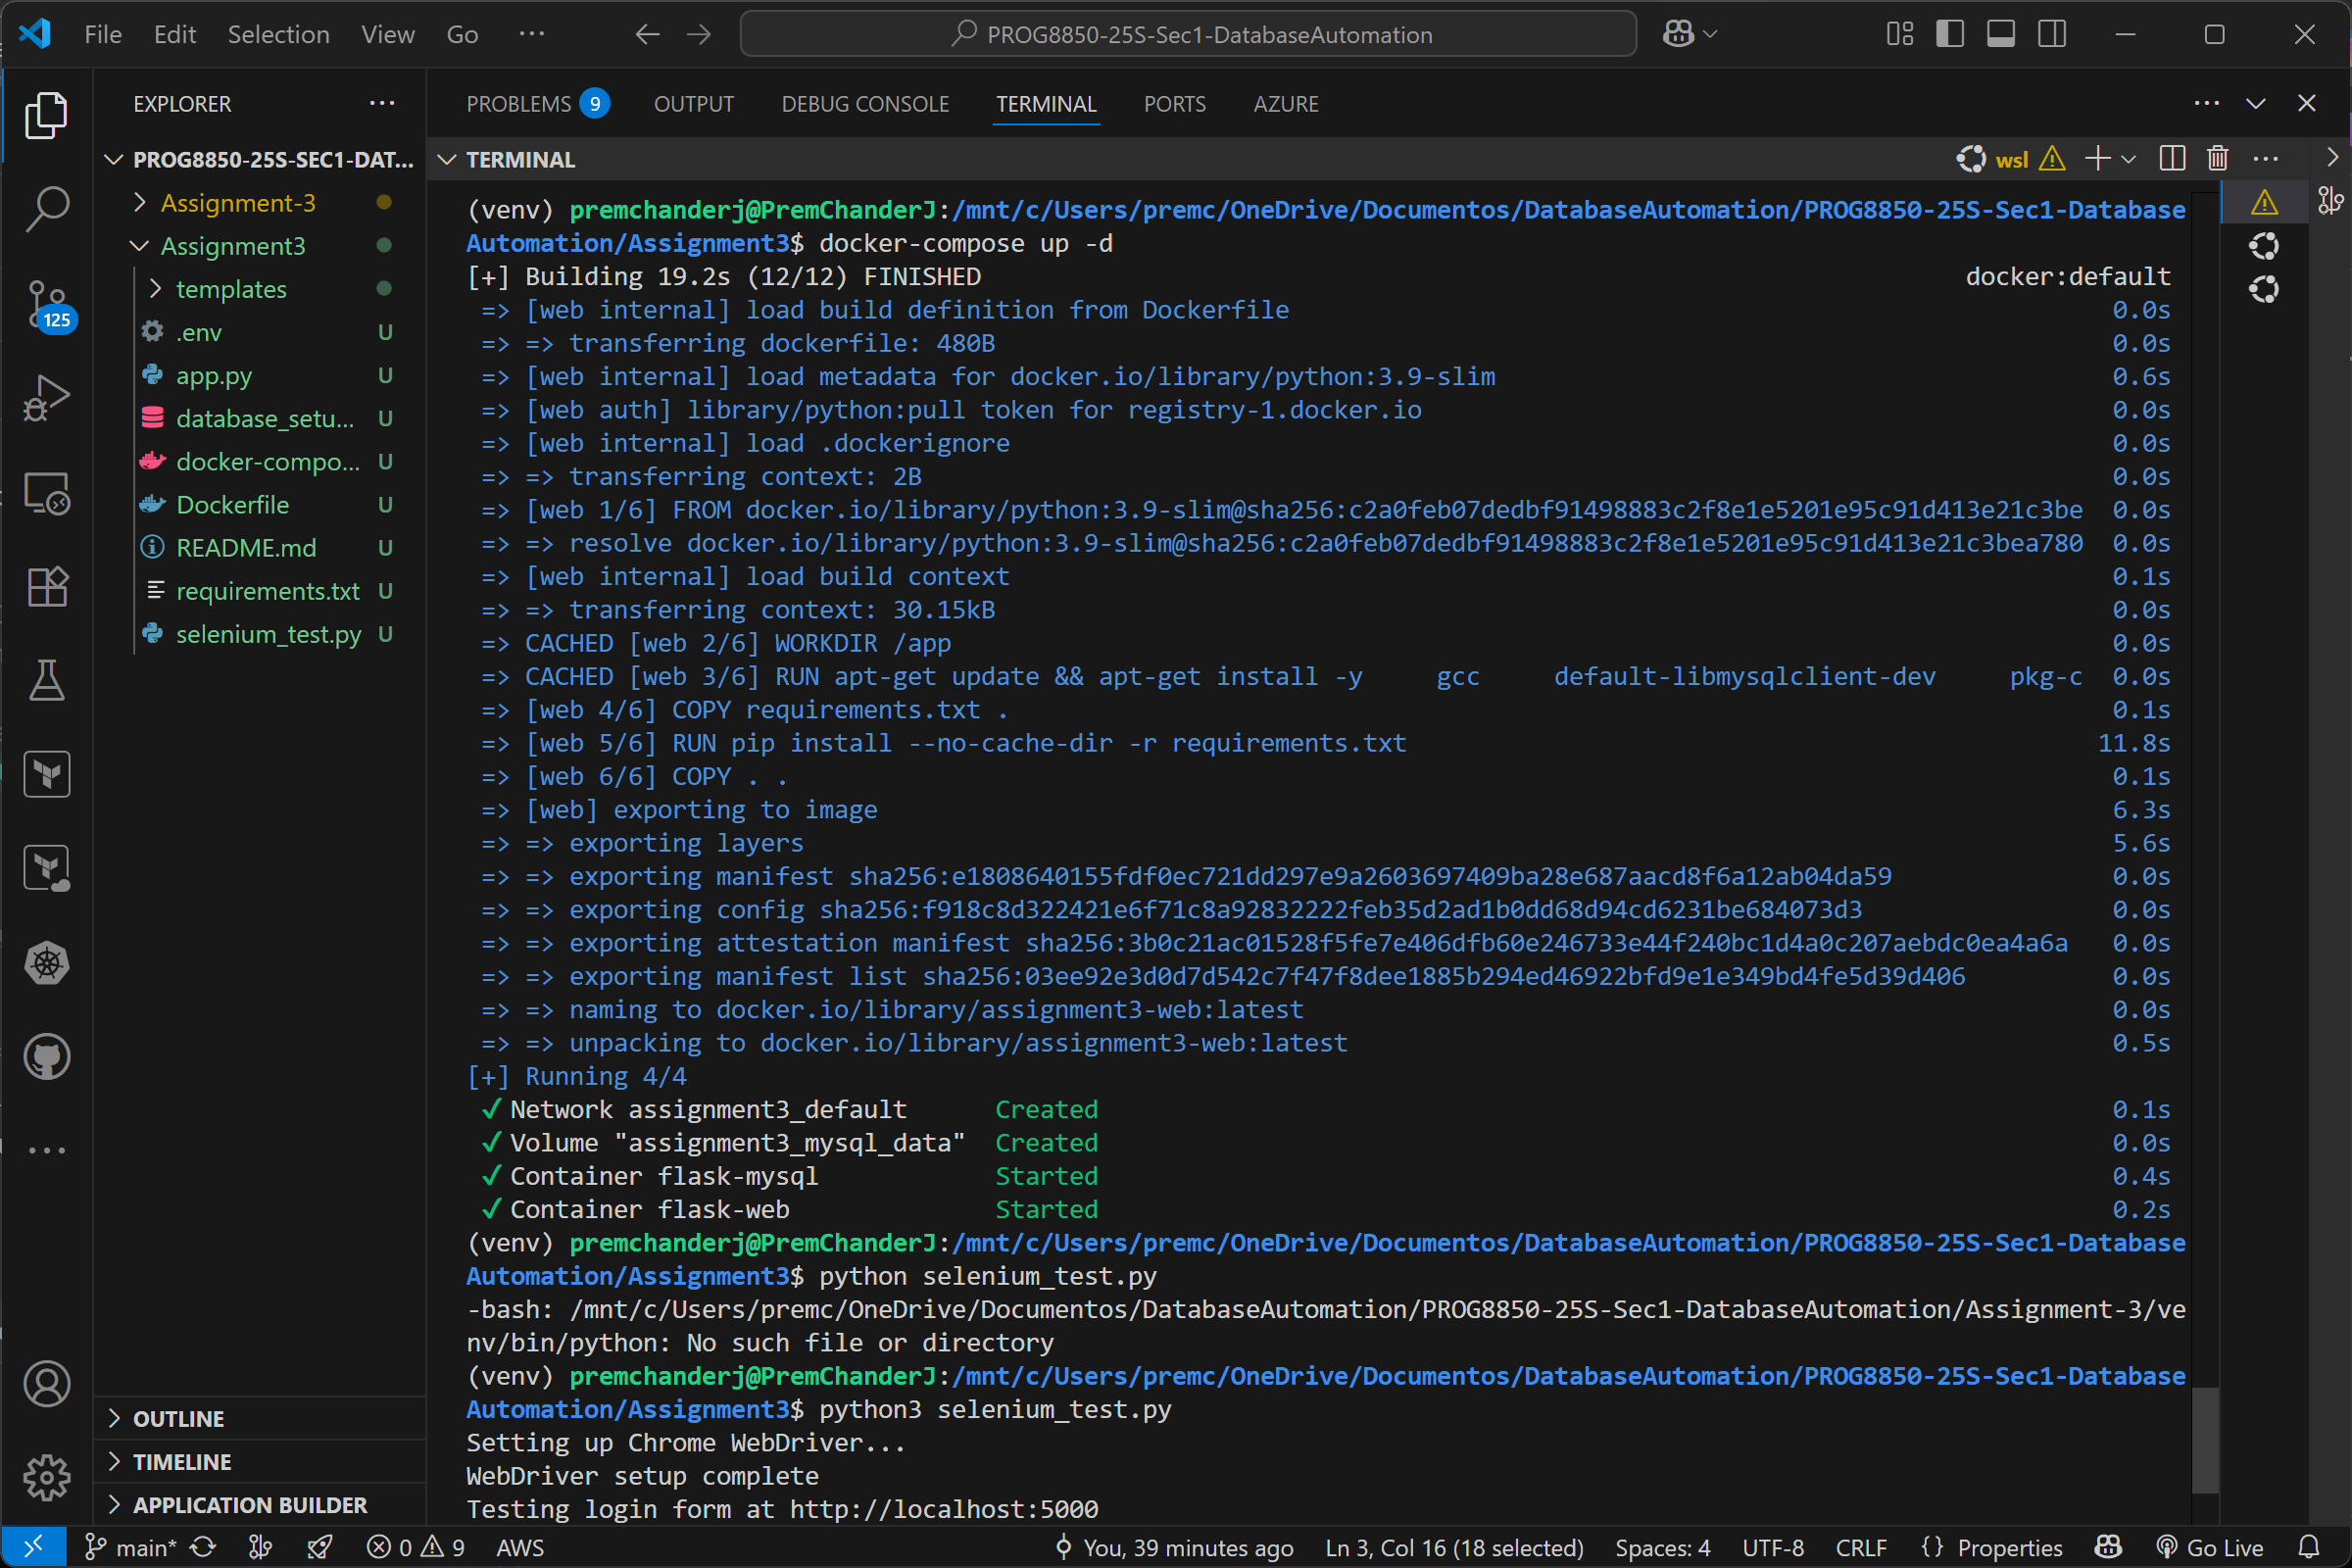 File Edit Selection View Go ··· PROG8850-25S-Sec1-DatabaseAutomation
EXPLORER ···
PROG8850-25S-SEC1-DAT...
Assignment-3
Assignment3
templates
.env U
app.py U
database_setu... U
docker-compo... U
Dockerfile U
README.md U
requirements.txt U
selenium_test.py U
125
OUTLINE
TIMELINE
APPLICATION BUILDER
PROBLEMS 9 OUTPUT DEBUG CONSOLE TERMINAL PORTS AZURE ···
TERMINAL wsl ···
(venv) premchanderj@PremChanderJ:/mnt/c/Users/premc/OneDrive/Documentos/DatabaseAutomation/PROG8850-25S-Sec1-Database
Automation/Assignment3$ docker-compose up -d
[+] Building 19.2s (12/12) FINISHED docker:default
=> [web internal] load build definition from Dockerfile 0.0s
=> => transferring dockerfile: 480B 0.0s
=> [web internal] load metadata for docker.io/library/python:3.9-slim 0.6s
=> [web auth] library/python:pull token for registry-1.docker.io 0.0s
=> [web internal] load .dockerignore 0.0s
=> => transferring context: 2B 0.0s
=> [web 1/6] FROM docker.io/library/python:3.9-slim@sha256:c2a0feb07dedbf91498883c2f8e1e5201e95c91d413e21c3be 0.0s
=> => resolve docker.io/library/python:3.9-slim@sha256:c2a0feb07dedbf91498883c2f8e1e5201e95c91d413e21c3bea780 0.0s
=> [web internal] load build context 0.1s
=> => transferring context: 30.15kB 0.0s
=> CACHED [web 2/6] WORKDIR /app 0.0s
=> CACHED [web 3/6] RUN apt-get update && apt-get install -y     gcc     default-libmysqlclient-dev     pkg-c 0.0s
=> [web 4/6] COPY requirements.txt . 0.1s
=> [web 5/6] RUN pip install --no-cache-dir -r requirements.txt 11.8s
=> [web 6/6] COPY . . 0.1s
=> [web] exporting to image 6.3s
=> => exporting layers 5.6s
=> => exporting manifest sha256:e1808640155fdf0ec721dd297e9a2603697409ba28e687aacd8f6a12ab04da59 0.0s
=> => exporting config sha256:f918c8d322421e6f71c8a92832222feb35d2ad1b0dd68d94cd6231be684073d3 0.0s
=> => exporting attestation manifest sha256:3b0c21ac01528f5fe7e406dfb60e246733e44f240bc1d4a0c207aebdc0ea4a6a 0.0s
=> => exporting manifest list sha256:03ee92e3d0d7d542c7f47f8dee1885b294ed46922bfd9e1e349bd4fe5d39d406 0.0s
=> => naming to docker.io/library/assignment3-web:latest 0.0s
=> => unpacking to docker.io/library/assignment3-web:latest 0.5s
[+] Running 4/4
✔ Network assignment3_default Created 0.1s
✔ Volume "assignment3_mysql_data" Created 0.0s
✔ Container flask-mysql Started 0.4s
✔ Container flask-web Started 0.2s
(venv) premchanderj@PremChanderJ:/mnt/c/Users/premc/OneDrive/Documentos/DatabaseAutomation/PROG8850-25S-Sec1-Database
Automation/Assignment3$ python selenium_test.py
-bash: /mnt/c/Users/premc/OneDrive/Documentos/DatabaseAutomation/PROG8850-25S-Sec1-DatabaseAutomation/Assignment-3/ve
nv/bin/python: No such file or directory
(venv) premchanderj@PremChanderJ:/mnt/c/Users/premc/OneDrive/Documentos/DatabaseAutomation/PROG8850-25S-Sec1-Database
Automation/Assignment3$ python3 selenium_test.py
Setting up Chrome WebDriver...
WebDriver setup complete
Testing login form at http://localhost:5000
main* 0 9 AWS You, 39 minutes ago Ln 3, Col 16 (18 selected) Spaces: 4 UTF-8 CRLF {} Properties Go Live